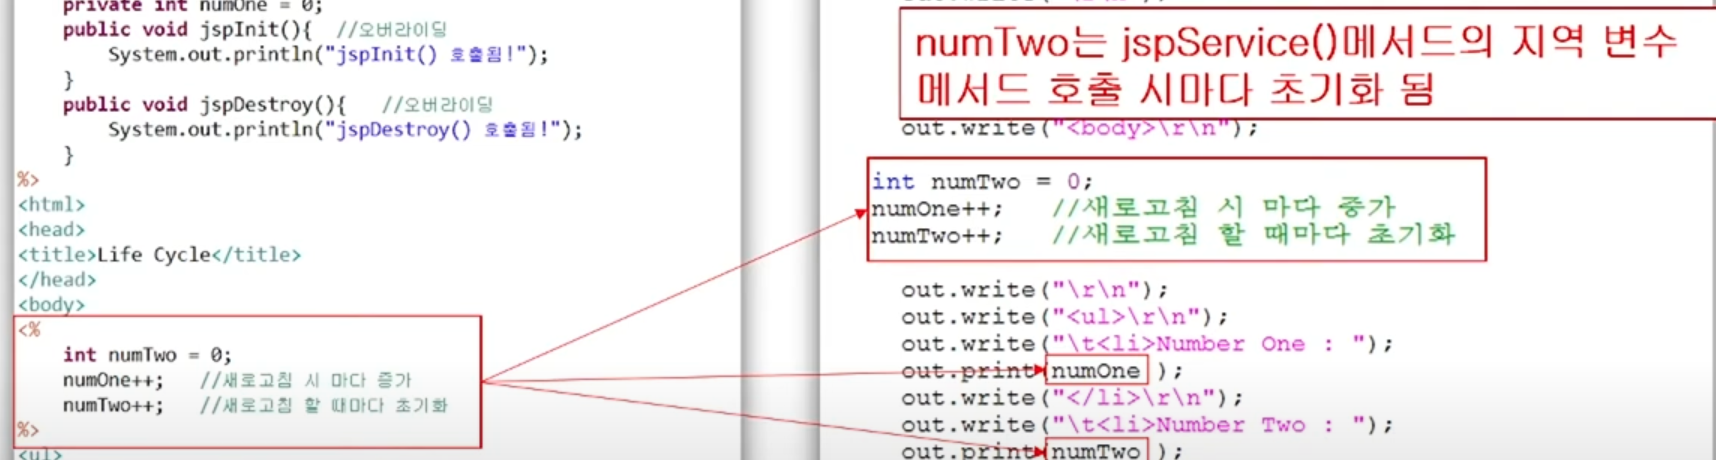 private int numOne = 0;
public void jspInit(){  //오버라이딩
System.out.println("jspInit() 호출됨!");
}
public void jspDestroy(){   //오버라이딩
System.out.println("jspDestroy() 호출됨!");
}
%>
<html>
<head>
<title>Life Cycle</title>
</head>
<body>
<%
int numTwo = 0;
numOne++;   //새로고침 시 마다 증가
numTwo++;   //새로고침 할 때마다 초기화
%>
<ul>
numTwo는 jspService()메서드의 지역 변수
메서드 호출 시마다 초기화 됨
out.write("<body>\r\n");
int numTwo = 0;
numOne++;   //새로고침 시 마다 증가
numTwo++;   //새로고침 할 때마다 초기화
out.write("\r\n");
out.write("<ul>\r\n");
out.write("\t<li>Number One : ");
out.print(numOne );
out.write("</li>\r\n");
out.write("\t<li>Number Two : ");
out.print(numTwo );